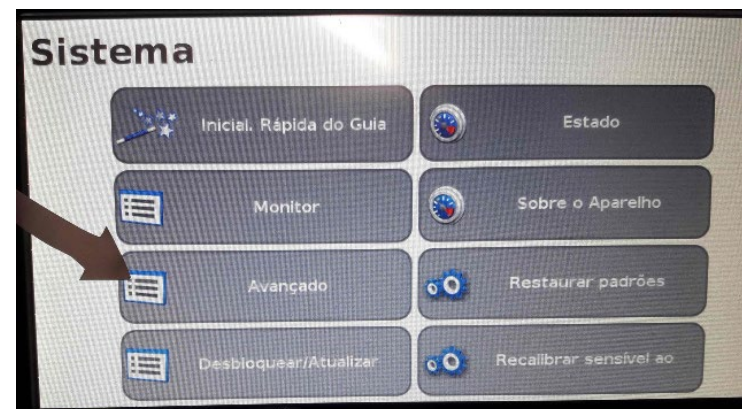 Sistema
Inicial. Rápida do Guia
Estado
Monitor
Sobre o Aparelho
Avançado
Restaurar padrões
Desbloquear/Atualizar
Recalibrar sensível ao